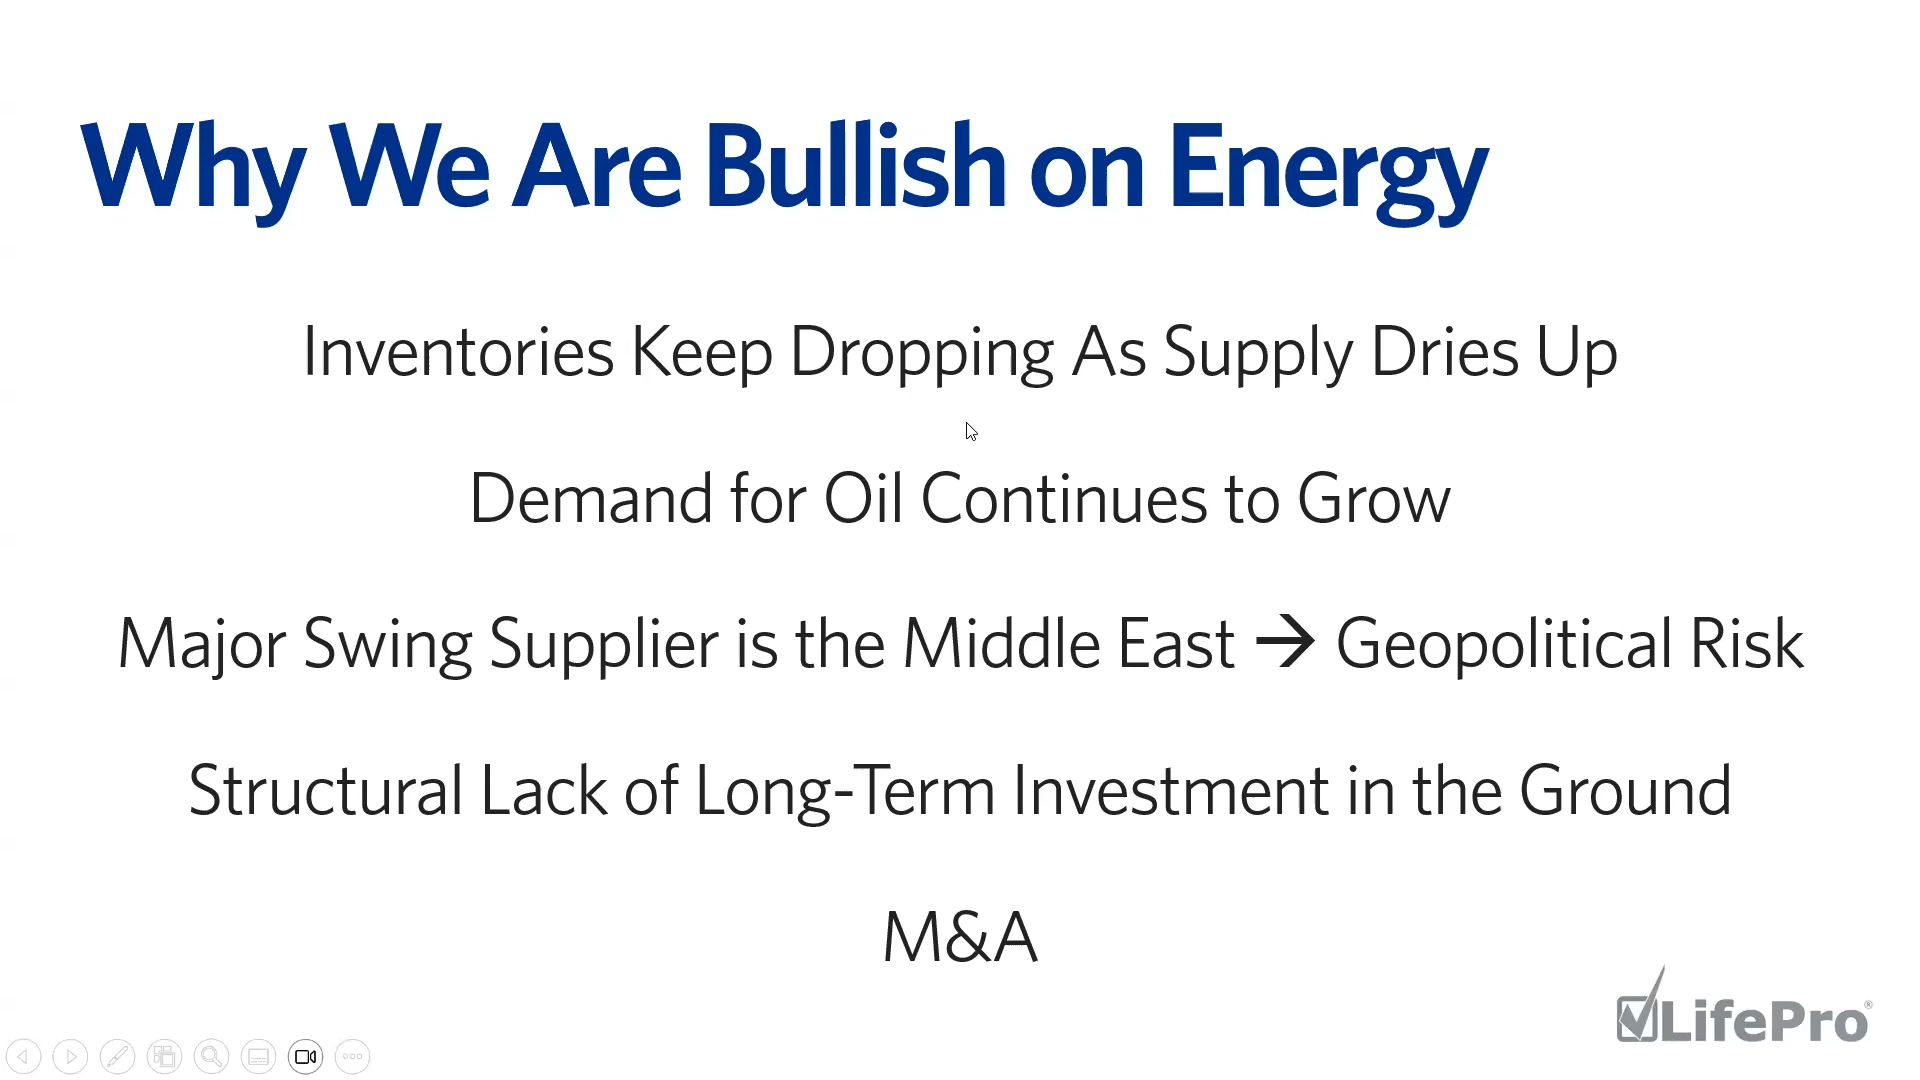 Why We Are Bullish on Energy
Inventories Keep Dropping As Supply Dries Up
Demand for Oil Continues to Grow
Major Swing Supplier is the Middle East → Geopolitical Risk
Structural Lack of Long-Term Investment in the Ground
M&A
LifePro®